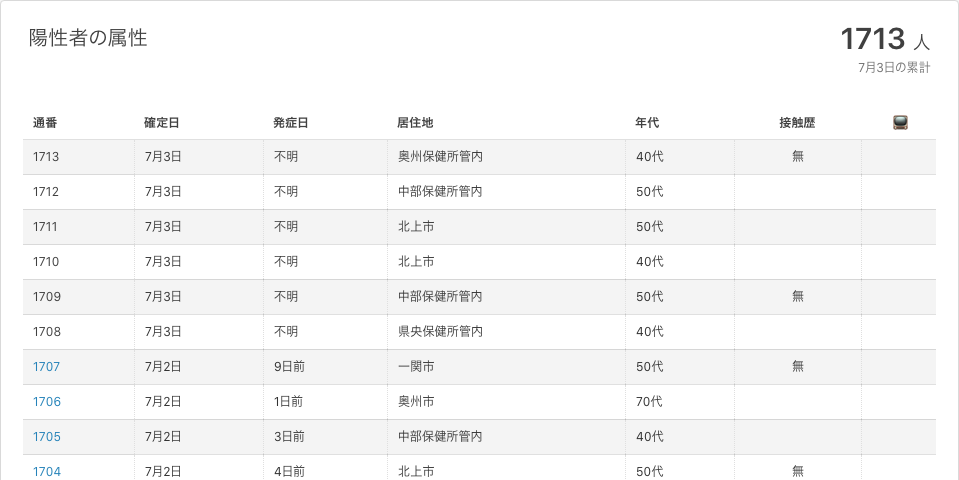 陽性者の属性
1713 人
7月3日の累計
通番 確定日 発症日 居住地 年代 接触歴
1713 7月3日 不明 奥州保健所管内 40代 無
1712 7月3日 不明 中部保健所管内 50代
1711 7月3日 不明 北上市 50代
1710 7月3日 不明 北上市 40代
1709 7月3日 不明 中部保健所管内 50代 無
1708 7月3日 不明 県央保健所管内 40代
1707 7月2日 9日前 一関市 50代 無
1706 7月2日 1日前 奥州市 70代
1705 7月2日 3日前 中部保健所管内 40代
1704 7月2日 4日前 北上市 50代 無